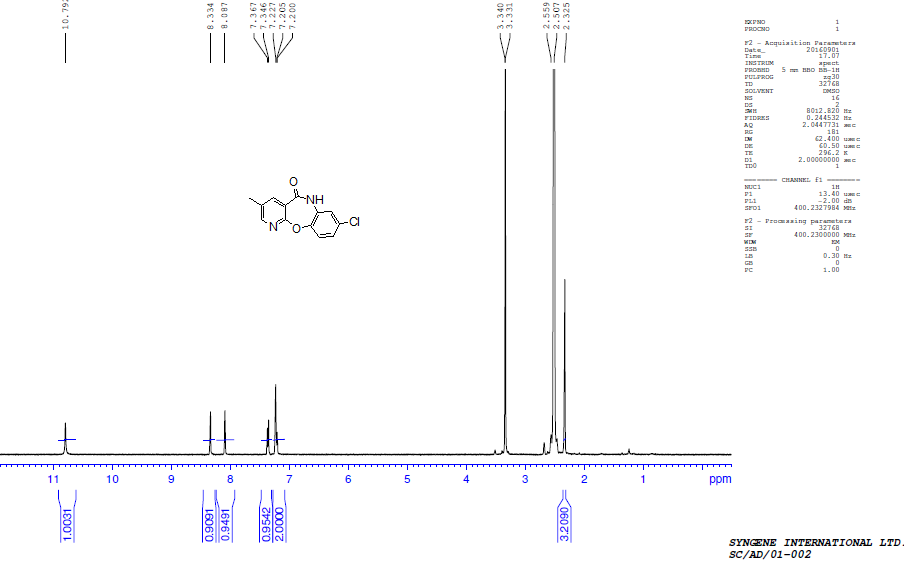 10.792
8.334
8.087
7.367
7.346
7.227
7.205
7.200
3.340
3.331
2.559
2.507
2.325
EXPNO 1
PROCNO 1
F2 - Acquisition Parameters
Date_ 20160901
Time 17.07
INSTRUM spect
PROBHD 5 mm BBO BB-1H
PULPROG zg30
TD 32768
SOLVENT DMSO
NS 16
DS 2
SWH 8012.820 Hz
FIDRES 0.244532 Hz
AQ 2.0447731 sec
RG 181
DW 62.400 usec
DE 60.50 usec
TE 296.2 K
D1 2.00000000 sec
TD0 1
======== CHANNEL f1 ========
NUC1 1H
P1 13.40 usec
PL1 -2.00 dB
SFO1 400.2327984 MHz
F2 - Processing parameters
SI 32768
SF 400.2300000 MHz
WDW EM
SSB 0
LB 0.30 Hz
GB 0
PC 1.00
O
NH
Cl
N
O
11 10 9 8 7 6 5 4 3 2 1 ppm
1.0031
0.9091
0.9491
0.9542
2.0000
3.2090
SYNGENE INTERNATIONAL LTD.
SC/AD/01-002